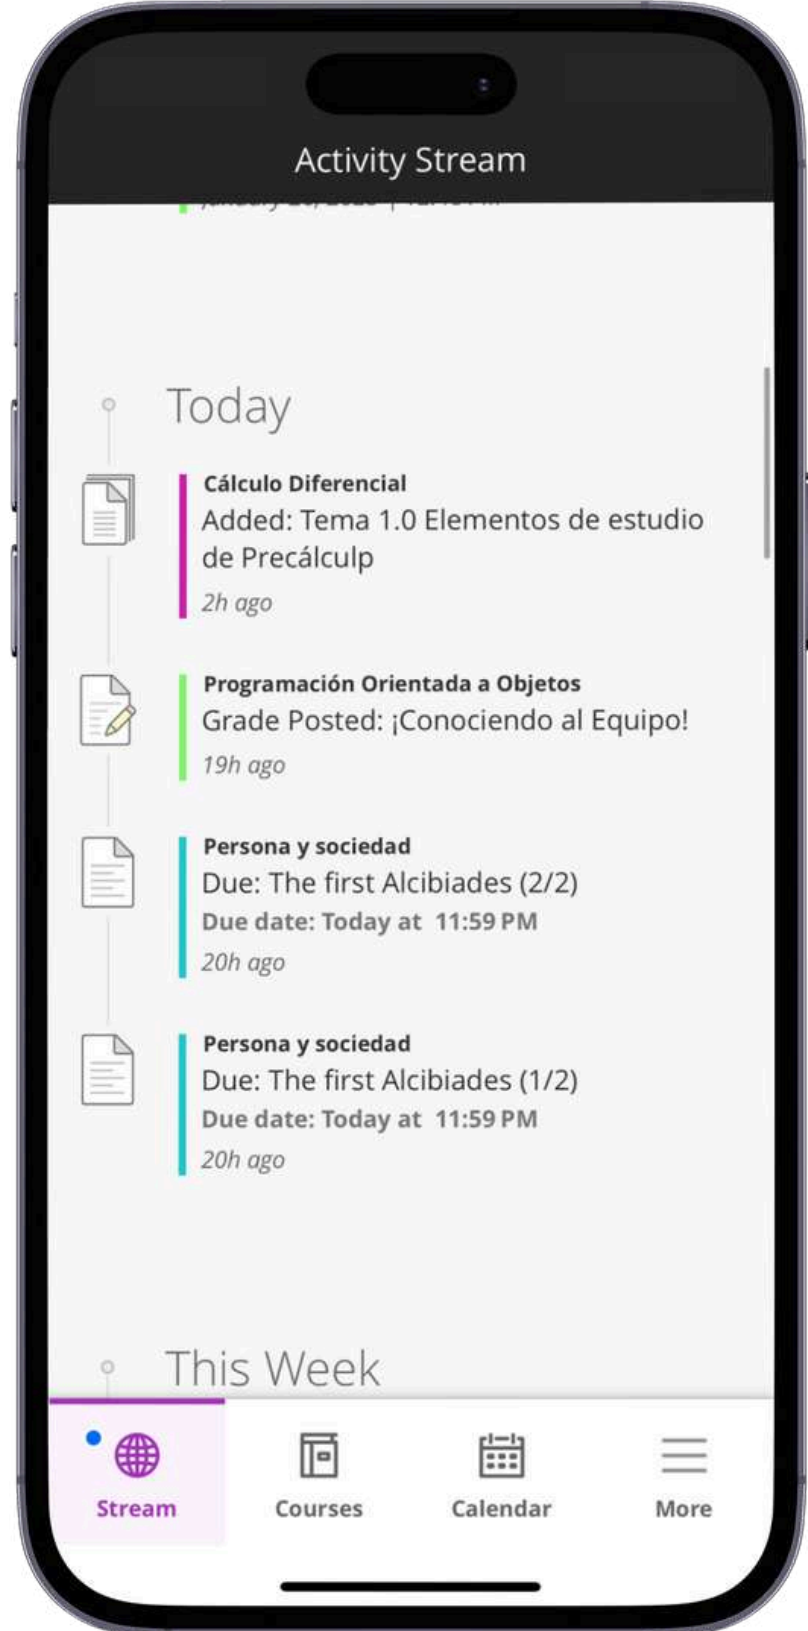 Activity Stream
Today
Cálculo Diferencial
Added: Tema 1.0 Elementos de estudio
de Precálculp
2h ago
Programación Orientada a Objetos
Grade Posted: ¡Conociendo al Equipo!
19h ago
Persona y sociedad
Due: The first Alcibiades (2/2)
Due date: Today at 11:59 PM
20h ago
Persona y sociedad
Due: The first Alcibiades (1/2)
Due date: Today at 11:59 PM
20h ago
This Week
Stream
Courses
Calendar
More